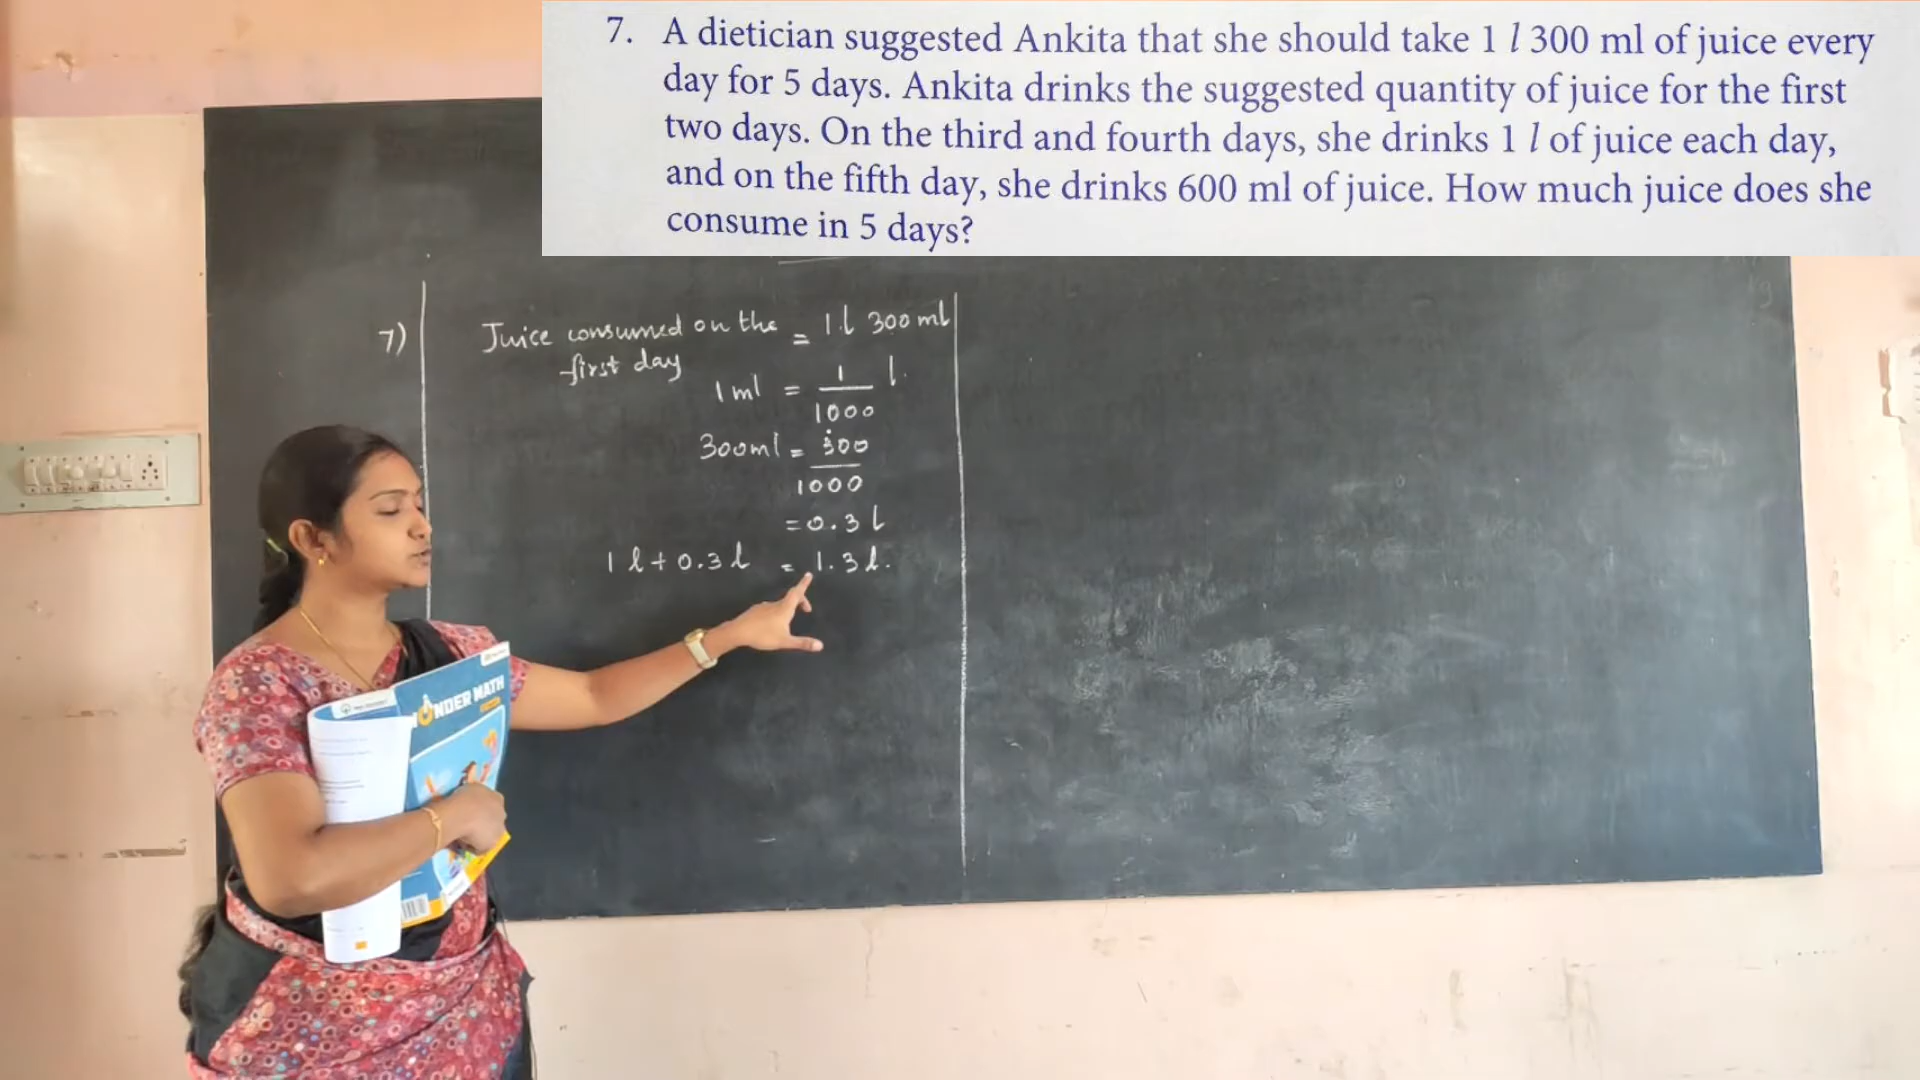 7. A dietician suggested Ankita that she should take 1 l 300 ml of juice every
day for 5 days. Ankita drinks the suggested quantity of juice for the first
two days. On the third and fourth days, she drinks 1 l of juice each day,
and on the fifth day, she drinks 600 ml of juice. How much juice does she
consume in 5 days?
7) Juice consumed on the = 1 l 300 ml
first day
1 ml = 1/1000 l.
300ml = 300/1000
= 0.3 l
1 l + 0.3 l = 1.3 l.
WONDER MATH